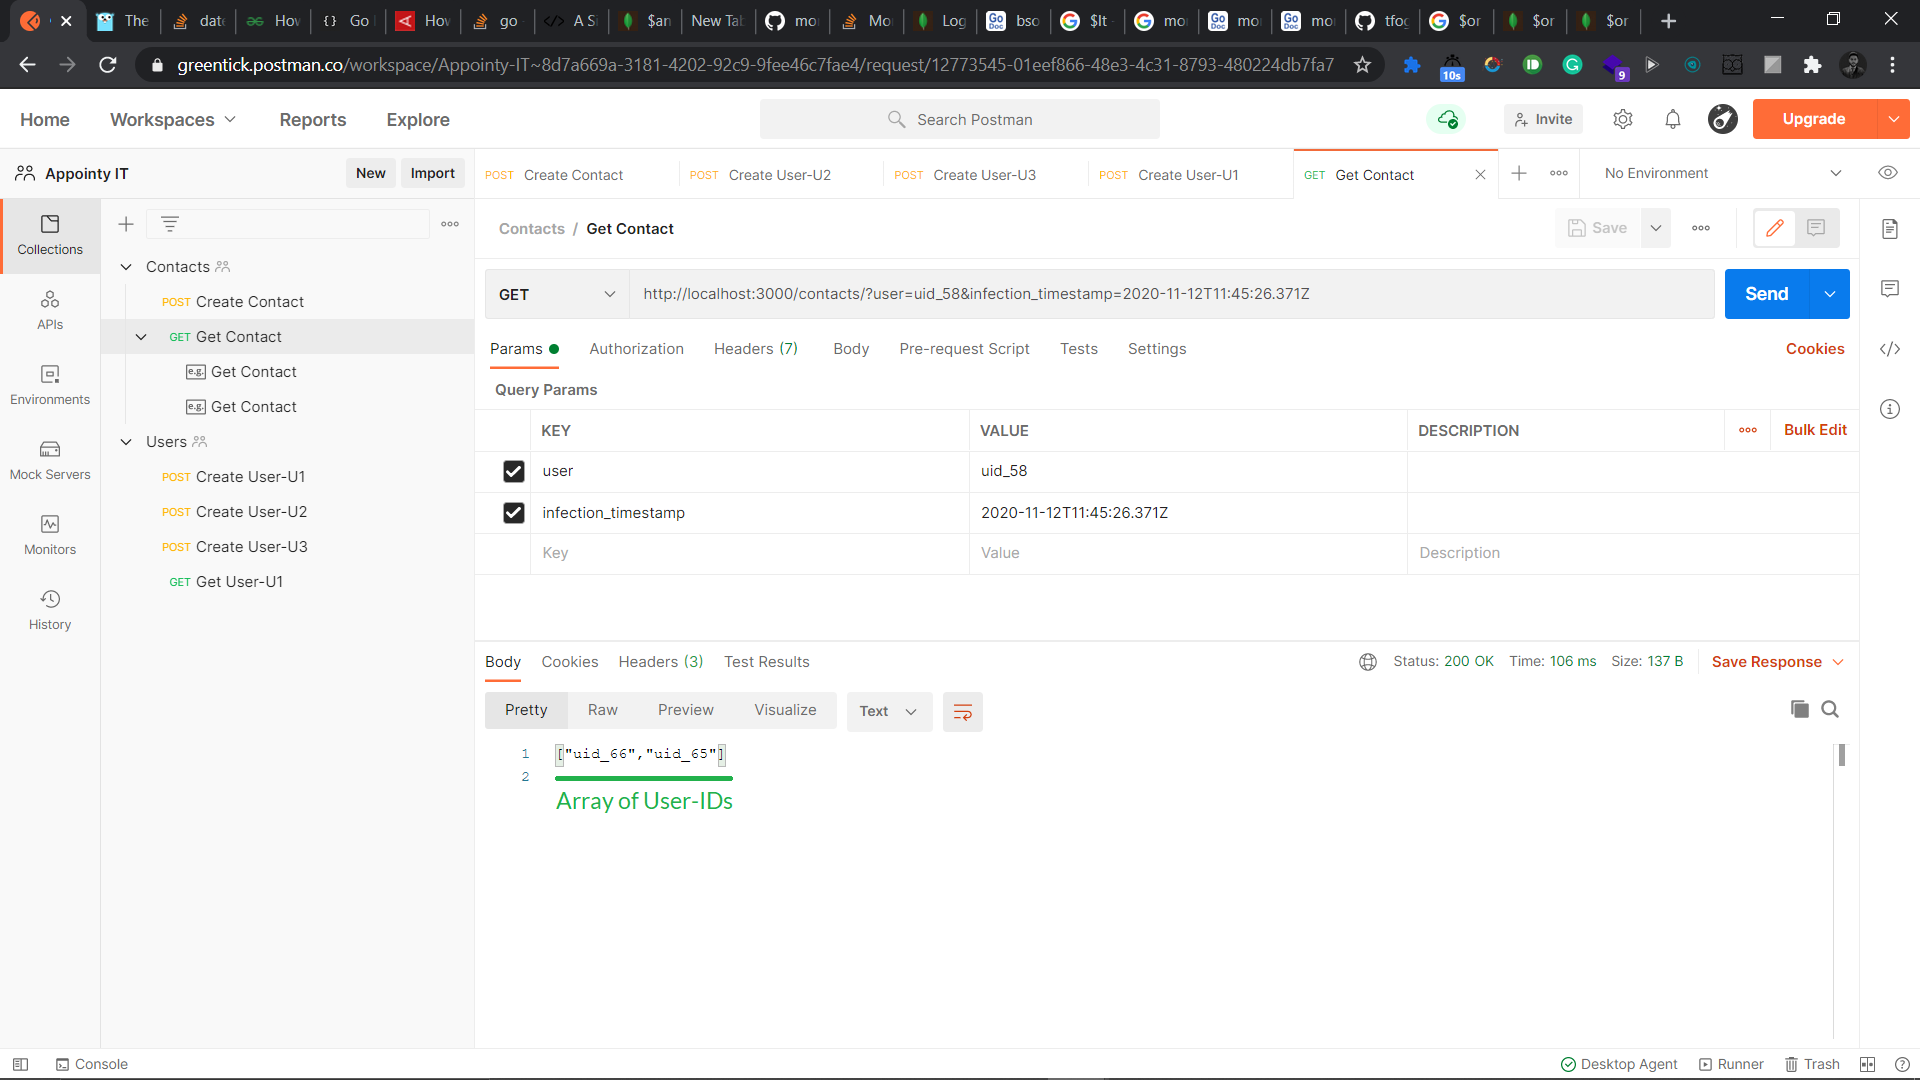 The
date
How
Go
How
go
A Si
$an
New Tab
mon
Mon
Log
bso
$lt -
mon
mon
mon
tfog
$or
$or
$or
greentick.postman.co/workspace/Appointy-IT~8d7a669a-3181-4202-92c9-9fee46c7fae4/request/12773545-01eef866-48e3-4c31-8793-480224db7fa7
10s
9
Home
Workspaces
Reports
Explore
Search Postman
Invite
Upgrade
Appointy IT
New
Import
POST Create Contact
POST Create User-U2
POST Create User-U3
POST Create User-U1
GET Get Contact
No Environment
Collections
APIs
Environments
Mock Servers
Monitors
History
Contacts
POST Create Contact
GET Get Contact
e.g. Get Contact
e.g. Get Contact
Users
POST Create User-U1
POST Create User-U2
POST Create User-U3
GET Get User-U1
Contacts / Get Contact
Save
GET
http://localhost:3000/contacts/?user=uid_58&infection_timestamp=2020-11-12T11:45:26.371Z
Send
Params
Authorization
Headers (7)
Body
Pre-request Script
Tests
Settings
Cookies
Query Params
KEY VALUE DESCRIPTION
Bulk Edit
user uid_58
infection_timestamp 2020-11-12T11:45:26.371Z
Key Value Description
Body
Cookies
Headers (3)
Test Results
Status: 200 OK
Time: 106 ms
Size: 137 B
Save Response
Pretty
Raw
Preview
Visualize
Text
1 ["uid_66","uid_65"]
2
Array of User-IDs
Console
Desktop Agent
Runner
Trash